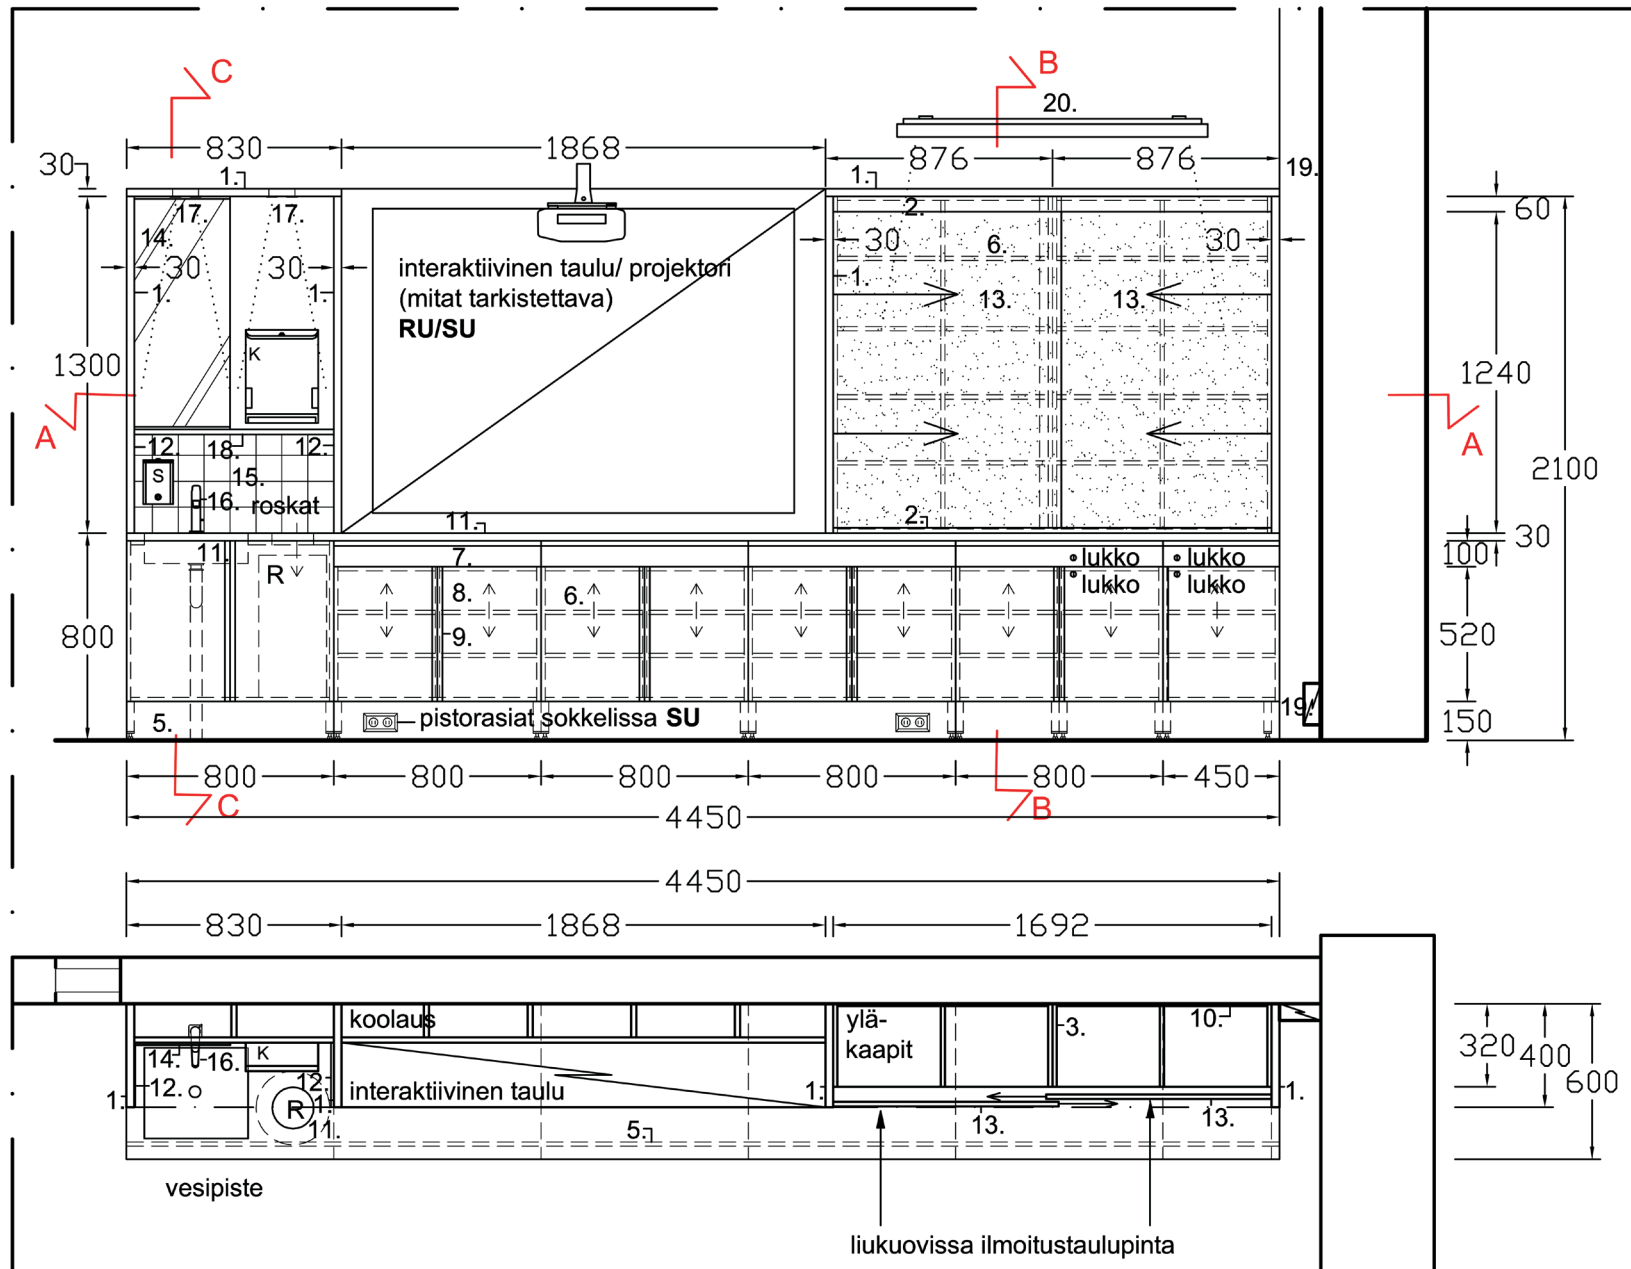 C
B
20.
830
1868
876
876
30
1.
1.
19.
17.
17.
2.
60
14.
30
30
30
6.
30
interaktiivinen taulu/ projektori
(mitat tarkistettava)
RU/SU
1.
1.
1.
13.
13.
K
1300
1240
A
A
12.
18.
12.
S
15.
2100
16.
roskat
11.
2.
30
11.
7.
lukko
lukko
100
R
8.
6.
lukko
lukko
800
9.
520
5.
pistorasiat sokkelissa SU
19.
150
800
800
800
800
800
450
C
B
4450
4450
830
1868
1692
koolaus
ylä-
kaapit
3.
10.
14.
16.
K
320
400
600
12.
12.
interaktiivinen taulu
1.
1.
1.
1.
R
11.
5.
13.
13.
vesipiste
liukuovissa ilmoitustaulupinta